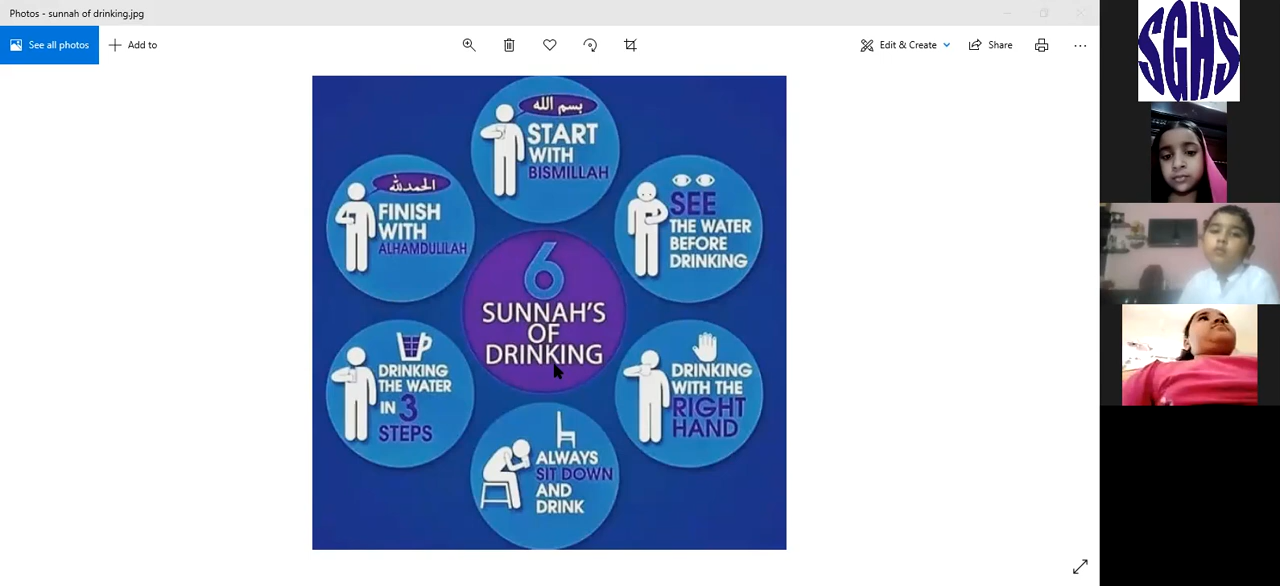 Photos - sunnah of drinking.jpg
See all photos
Add to
Edit & Create
Share
SGHS
بسم الله
START
WITH
BISMILLAH
SEE
THE WATER
BEFORE
DRINKING
DRINKING
WITH THE
RIGHT
HAND
ALWAYS
SIT DOWN
AND
DRINK
DRINKING
THE WATER
IN 3
STEPS
الحمدلله
FINISH
WITH
ALHAMDULILAH
6
SUNNAH'S
OF
DRINKING